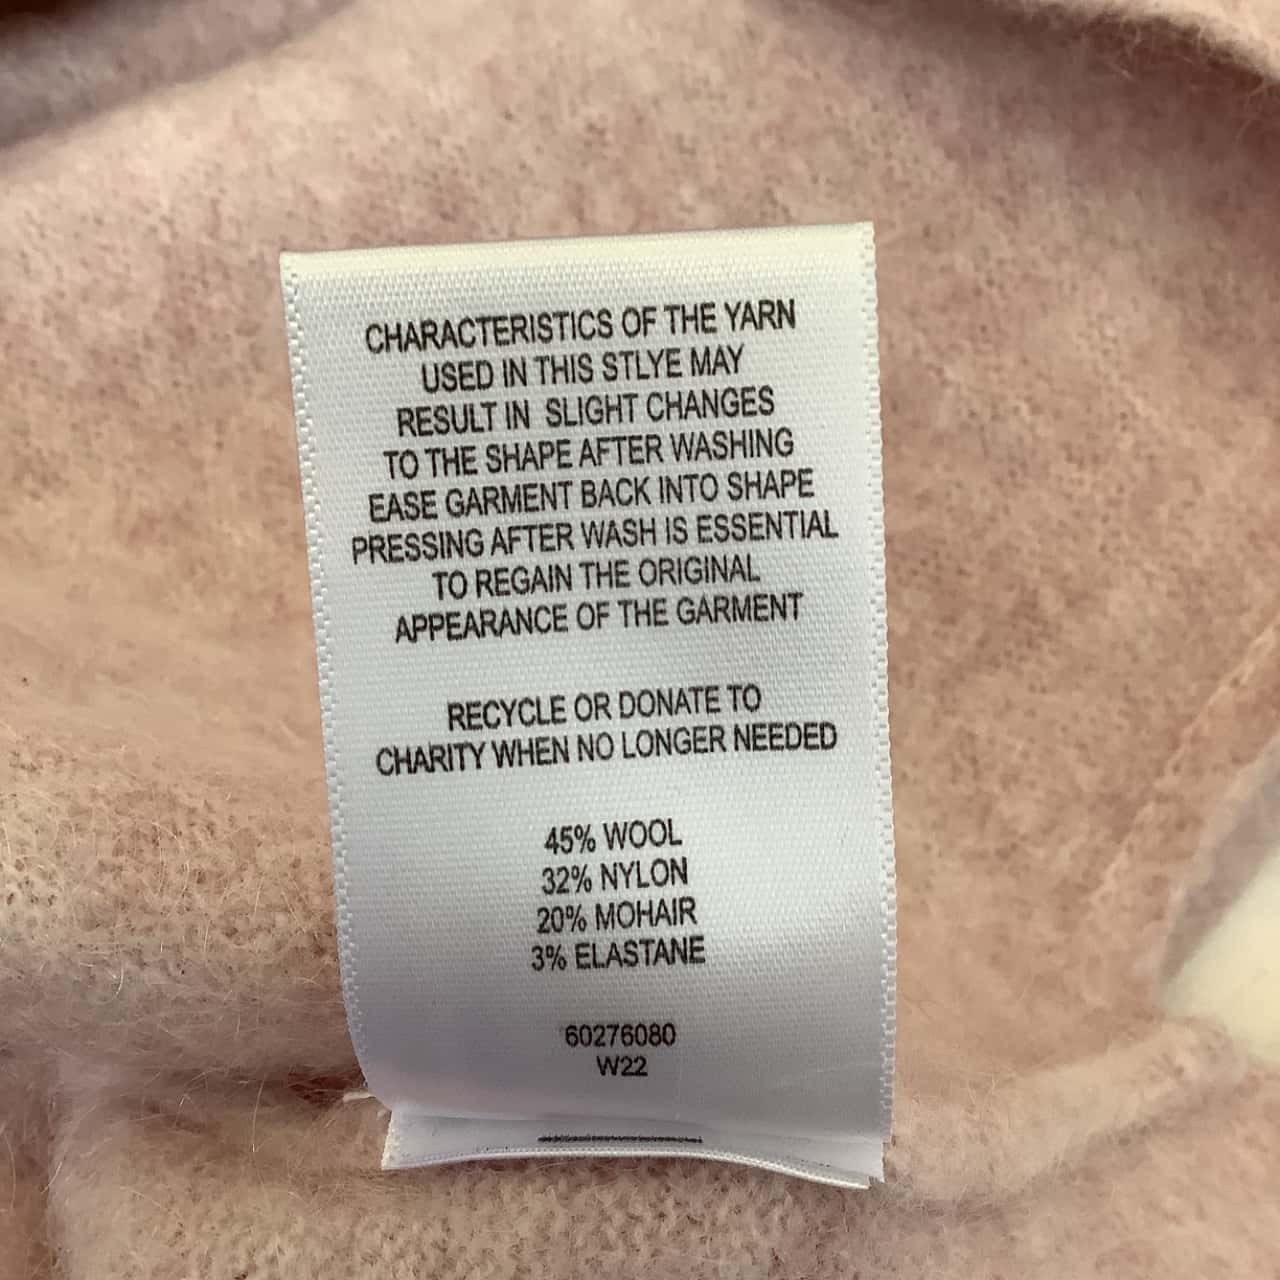 CHARACTERISTICS OF THE YARN
USED IN THIS STLYE MAY
RESULT IN SLIGHT CHANGES
TO THE SHAPE AFTER WASHING
EASE GARMENT BACK INTO SHAPE
PRESSING AFTER WASH IS ESSENTIAL
TO REGAIN THE ORIGINAL
APPEARANCE OF THE GARMENT
RECYCLE OR DONATE TO
CHARITY WHEN NO LONGER NEEDED
45% WOOL
32% NYLON
20% MOHAIR
3% ELASTANE
60276080
W22